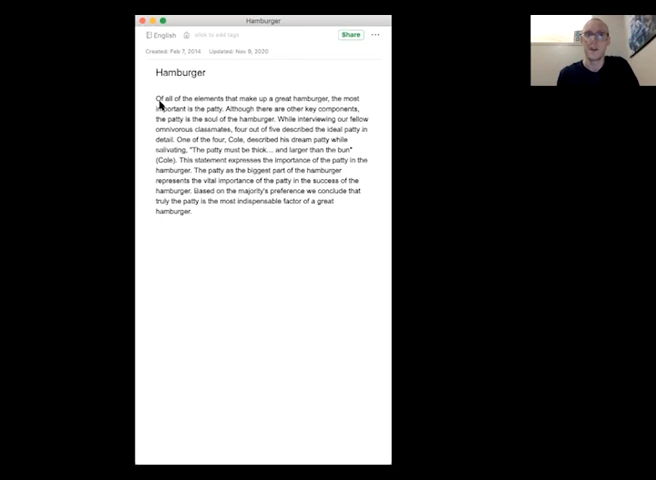 Hamburger
English click to add tags Share
Created: Feb 7, 2014 Updated: Nov 8, 2020
Hamburger
Of all of the elements that make up a great hamburger, the most
important is the patty. Although there are other key components,
the patty is the soul of the hamburger. While interviewing our fellow
omnivorous classmates, four out of five described the ideal patty in
detail. One of the four, Cole, described his dream patty while
salivating, "The patty must be thick... and larger than the bun"
(Cole). This statement expresses the importance of the patty in the
hamburger. The patty as the biggest part of the hamburger
represents the vital importance of the patty in the success of the
hamburger. Based on the majority's preference we conclude that
truly the patty is the most indispensable factor of a great
hamburger.